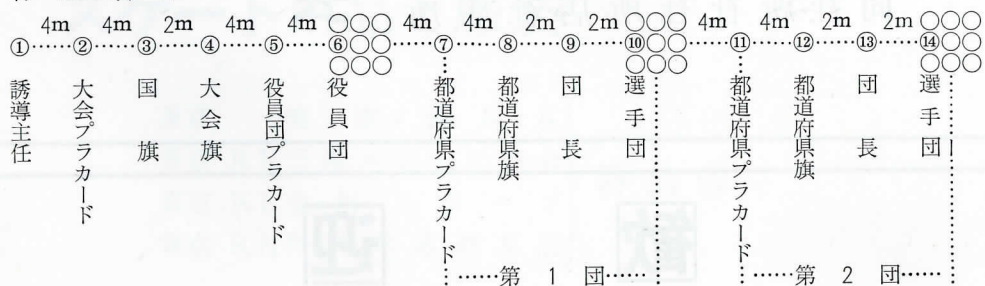 4m 4m 2m 4m 4m 4m 4m 2m 2m 4m 4m 2m 2m
①……②……③……④……⑤……⑥ ……⑦……⑧……⑨……⑩ ……⑪……⑫……⑬……⑭
誘導主任
大会プラカード
国旗
大会旗
役員団プラカード
役員団
都道府県プラカード
都道府県旗
団長
選手団
都道府県プラカード
都道府県旗
団長
選手団
……第1団……
……第2団……